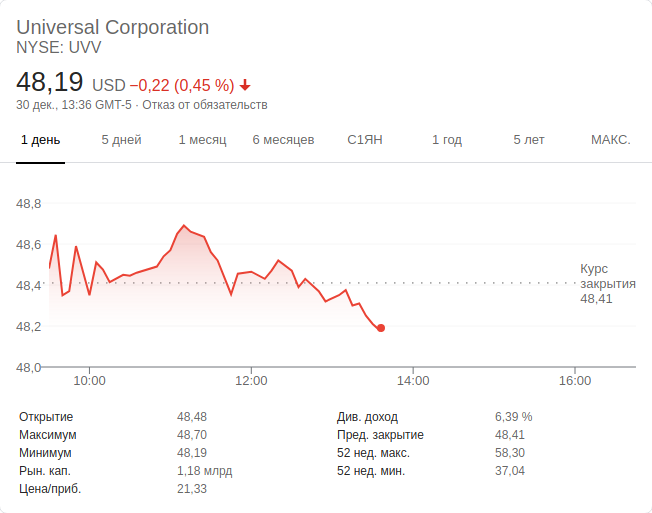 Universal Corporation
NYSE: UVV
48,19 USD −0,22 (0,45 %)
30 дек., 13:36 GMT-5 · Отказ от обязательств
1 день 5 дней 1 месяц 6 месяцев С1ЯН 1 год 5 лет МАКС.
48,8
48,6
48,4
48,2
48,0
Курс
закрытия
48,41
10:00 12:00 14:00 16:00
Открытие 48,48 Див. доход 6,39 %
Максимум 48,70 Пред. закрытие 48,41
Минимум 48,19 52 нед. макс. 58,30
Рын. кап. 1,18 млрд 52 нед. мин. 37,04
Цена/приб. 21,33